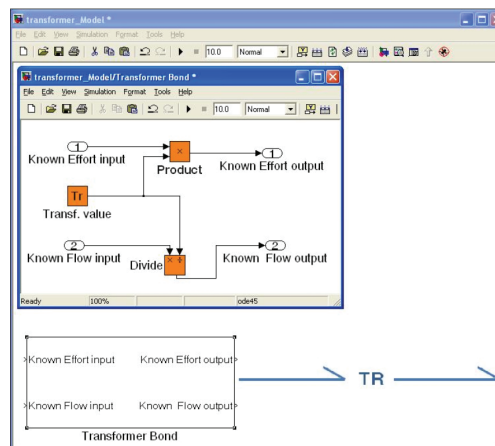 transformer_Model *
File Edit View Simulation Format Tools Help
10.0 Normal
transformer_Model/Transformer Bond *
File Edit View Simulation Format Tools Help
10.0 Normal
1
Known Effort input
×
Product
1
Known Effort output
Tr
Transf. value
2
Known Flow input
Divide
× ÷
2
Known Flow output
Ready 100% ode45
Known Effort input Known Effort output
Known Flow input Known Flow output
Transformer Bond
TR